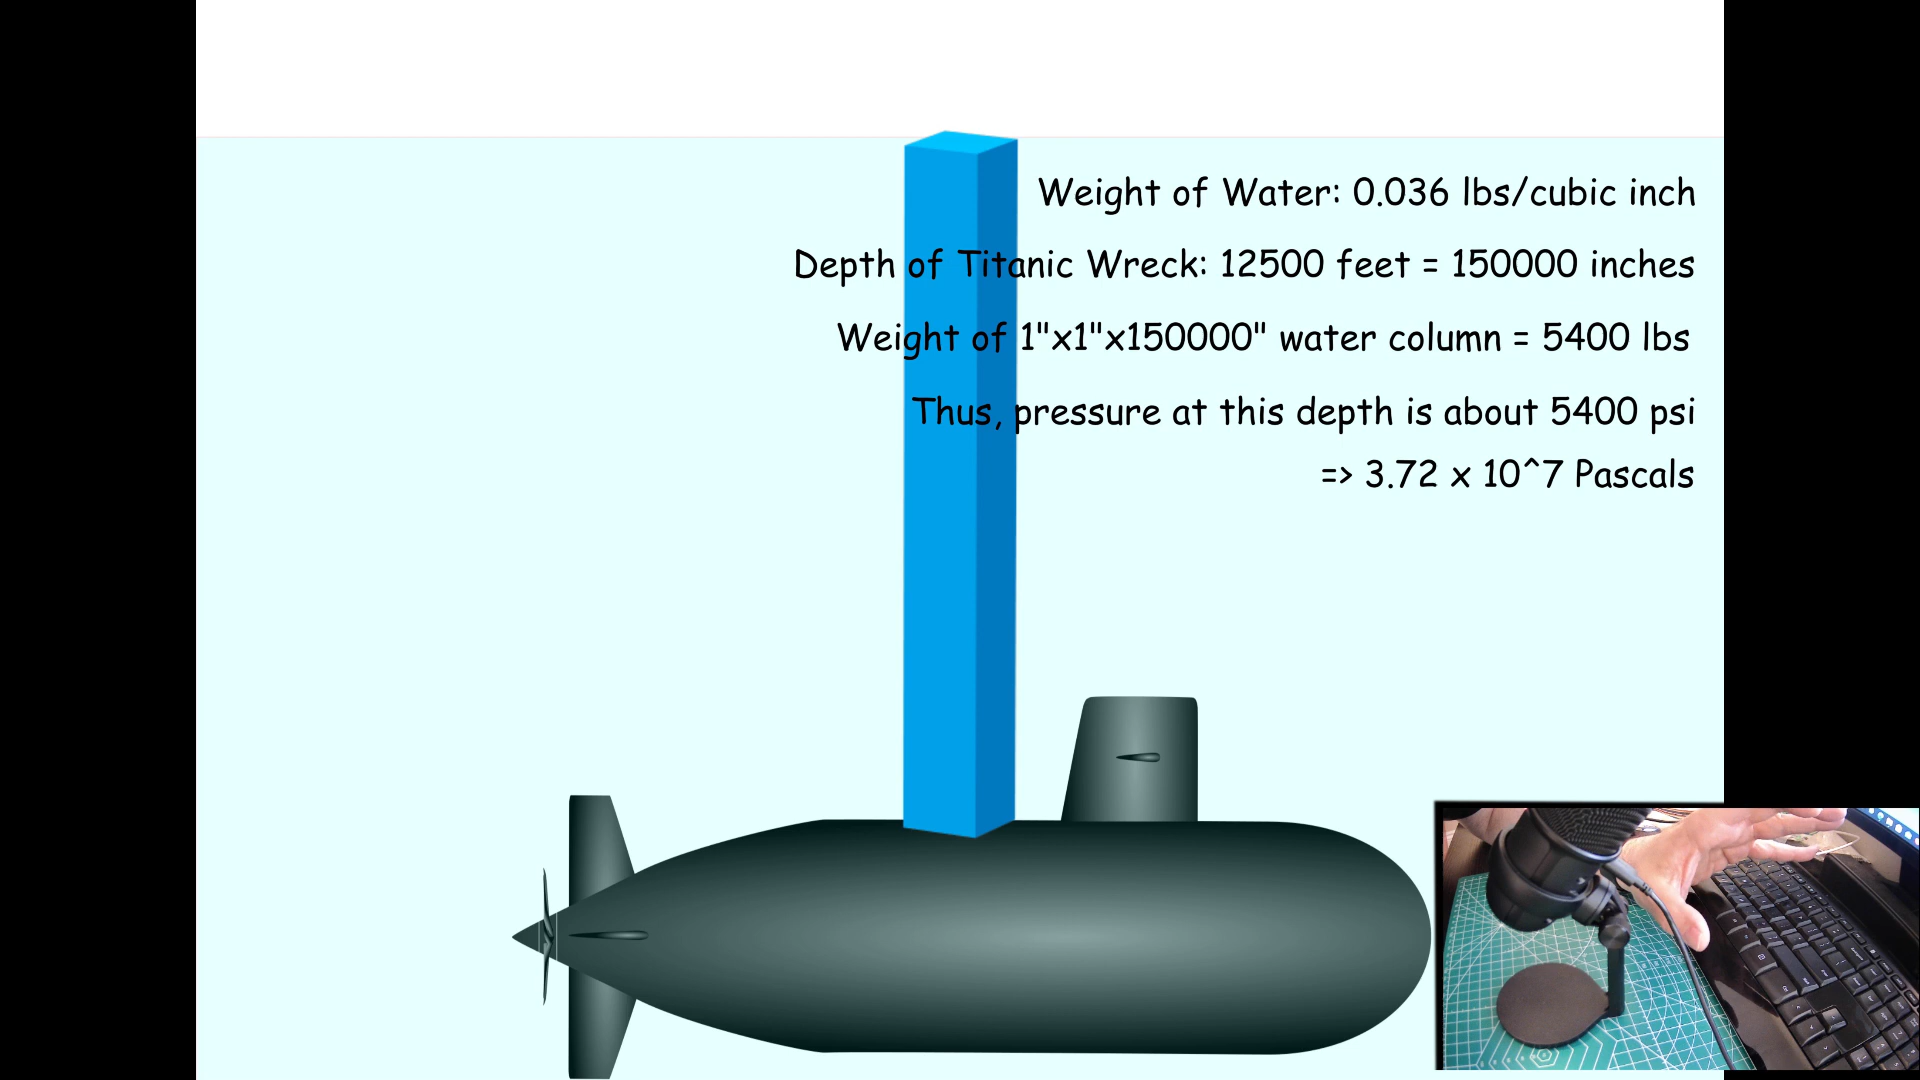 Weight of Water: 0.036 lbs/cubic inch
Depth of Titanic Wreck: 12500 feet = 150000 inches
Weight of 1"x1"x150000" water column = 5400 lbs
Thus, pressure at this depth is about 5400 psi
=> 3.72 x 10^7 Pascals